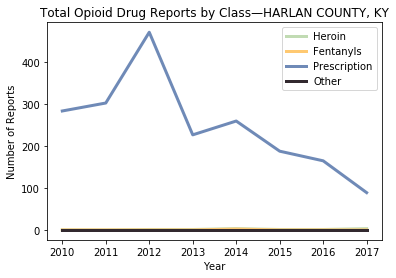 Total Opioid Drug Reports by Class—HARLAN COUNTY, KY
Heroin
Fentanyls
Prescription
Other
Number of Reports
400
300
200
100
0
2010 2011 2012 2013 2014 2015 2016 2017
Year